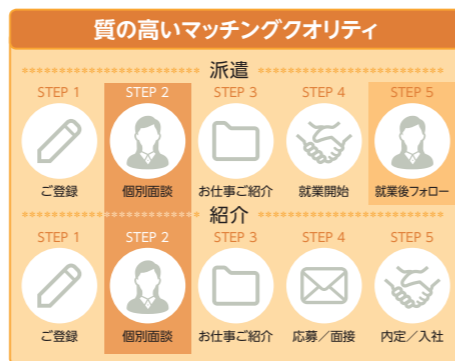 質の高いマッチングクオリティ
派遣
STEP 1 STEP 2 STEP 3 STEP 4 STEP 5
ご登録 個別面談 お仕事ご紹介 就業開始 就業後フォロー
紹介
STEP 1 STEP 2 STEP 3 STEP 4 STEP 5
ご登録 個別面談 お仕事ご紹介 応募／面接 内定／入社